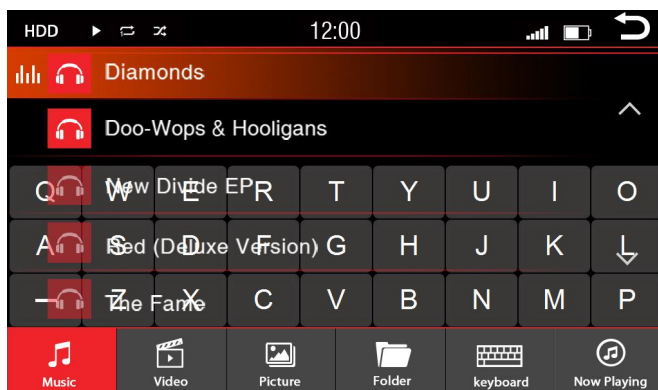 HDD 12:00
Diamonds
Doo-Wops & Hooligans
New Divide EP
Q W E R T Y U I O
Red (Deluxe Version)
A S D F G H J K L
The Fame
– Z X C V B N M P
Music Video Picture Folder keyboard Now Playing